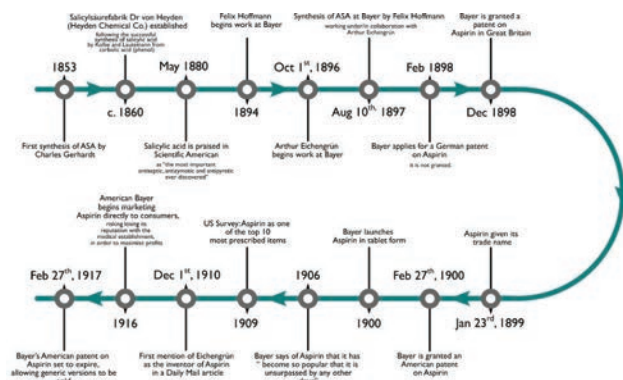 Salicylsäurefabrik Dr von Heyden
(Heyden Chemical Co.) established
following the successful
synthesis of salicylic acid
by Kolbe and Lautemann from
carbolic acid (phenol)
Felix Hoffmann
begins work at Bayer
Synthesis of ASA at Bayer by Felix Hoffmann
working under/in collaboration with
Arthur Eichengrün
Bayer is granted a
patent on
Aspirin in Great Britain
1853
May 1880
Oct 1st, 1896
Feb 1898
c. 1860
1894
Aug 10th, 1897
Dec 1898
First synthesis of ASA by
Charles Gerhardt
Salicylic acid is praised in
Scientific American
as "the most important
antiseptic, antizymotic and antipyretic
ever discovered"
Arthur Eichengrün
begins work at Bayer
Bayer applies for a German patent
on Aspirin
it is not granted.
American Bayer
begins marketing
Aspirin directly to consumers,
risking losing its
reputation with the
medical establishment,
in order to maximise profits
US Survey: Aspirin as one
of the top 10
most prescribed items
Bayer launches
Aspirin in tablet form
Aspirin given its
trade name
Feb 27th, 1917
Dec 1st, 1910
1906
Feb 27th, 1900
1916
1909
1900
Jan 23rd, 1899
Bayer's American patent on
Aspirin set to expire,
allowing generic versions to be
First mention of Eichengrün
as the inventor of Aspirin
in a Daily Mail article
Bayer says of Aspirin that it has
" become so popular that it is
unsurpassed by any other
Bayer is granted an
American patent
on Aspirin